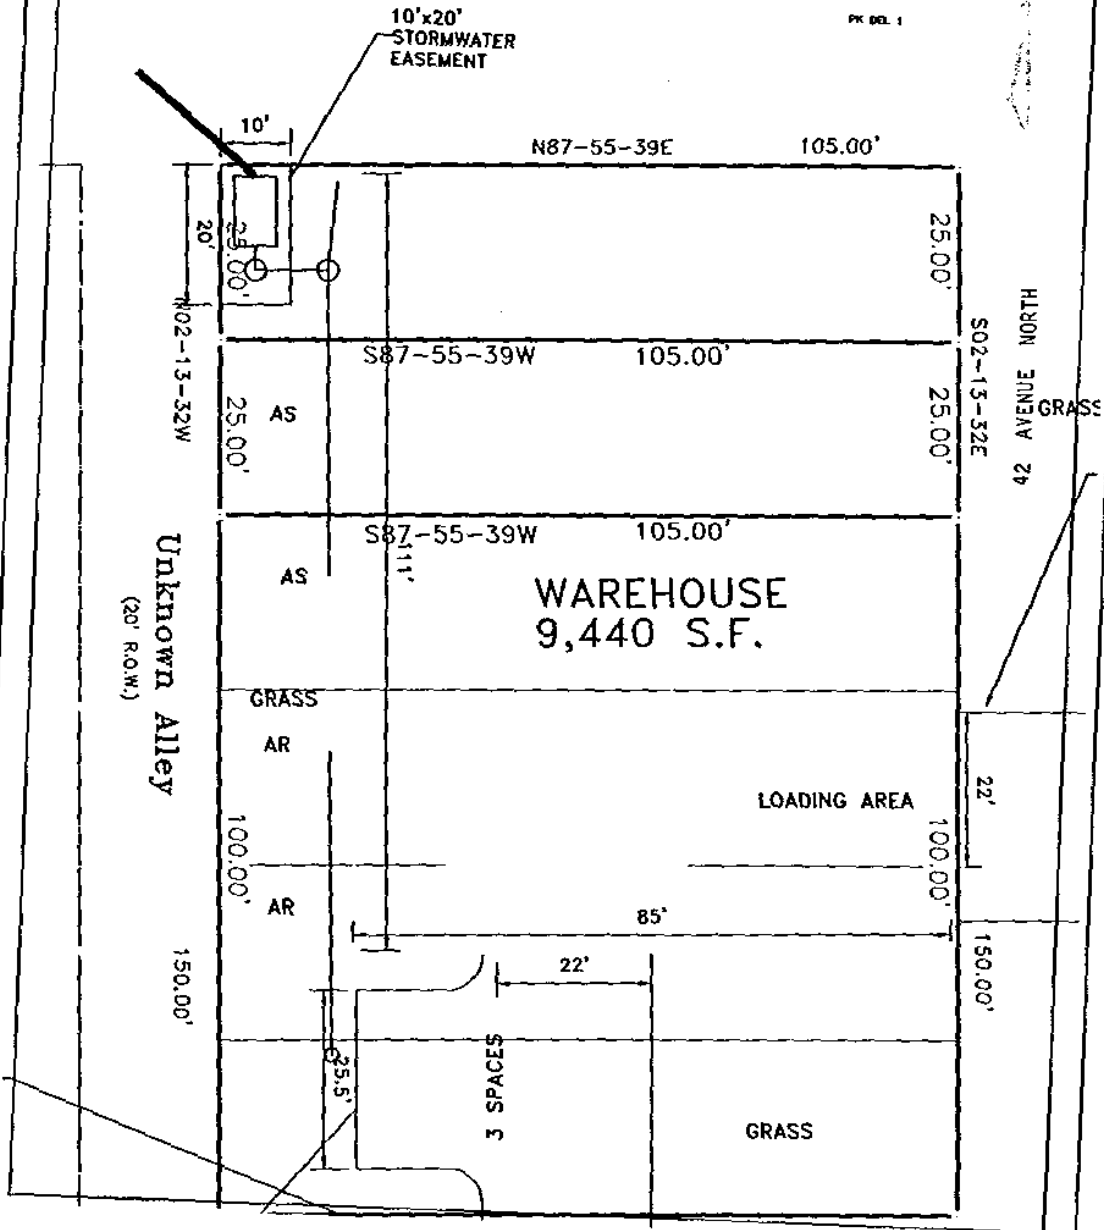 10'x20'
STORMWATER
EASEMENT
PK DEL 1
10'
N87-55-39E 105.00'
20'
25.00'
25.00'
N02-13-32W
S87-55-39W 105.00'
S02-13-32E
42 AVENUE NORTH
GRASS
AS
25.00'
25.00'
S87-55-39W 105.00'
111'
AS
WAREHOUSE
9,440 S.F.
Unknown Alley
(20' R.O.W.)
GRASS
AR
LOADING AREA
22'
100.00'
100.00'
AR
85'
22'
150.00'
150.00'
25.5'
3 SPACES
GRASS